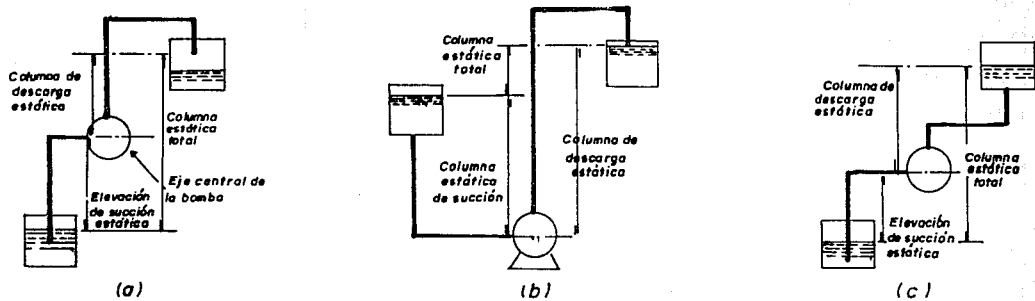 Columna de
descarga
estática
Columna
estática
total
Eje central de
la bomba
Elevación
de succión
estática
(a)
Columna
estática
total
Columna
estática
de succión
Columna de
descarga
estática
(b)
Columna de
descarga
estática
Columna
estática
total
Elevación
de succión
estática
(c)